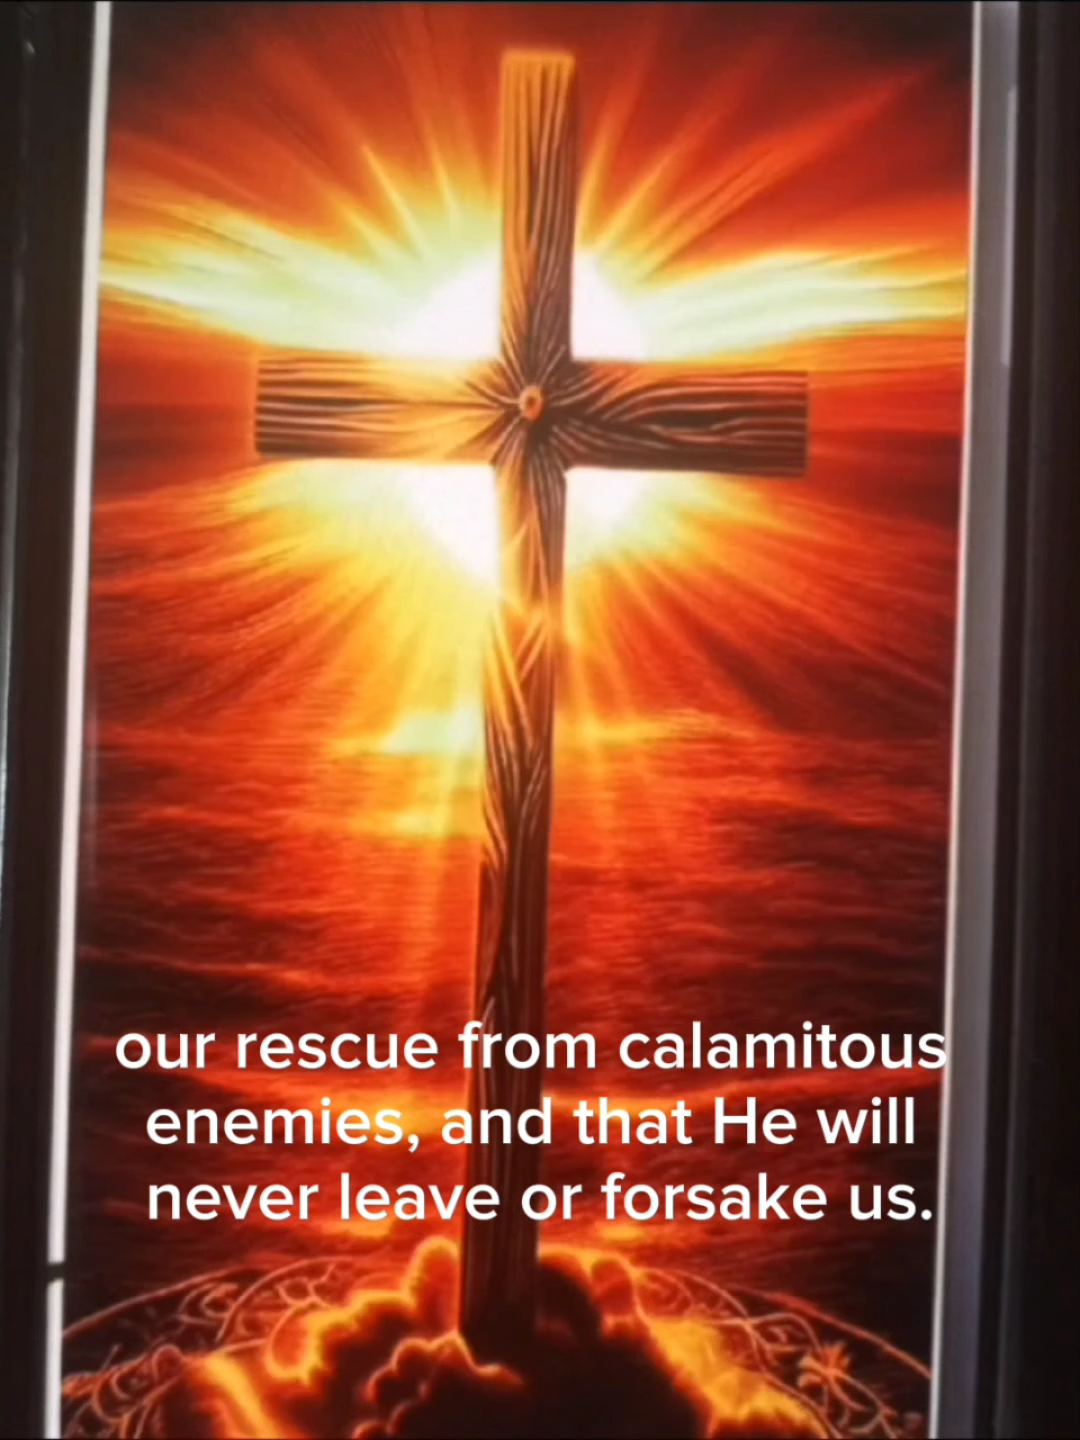 our rescue from calamitous
enemies, and that He will
never leave or forsake us.